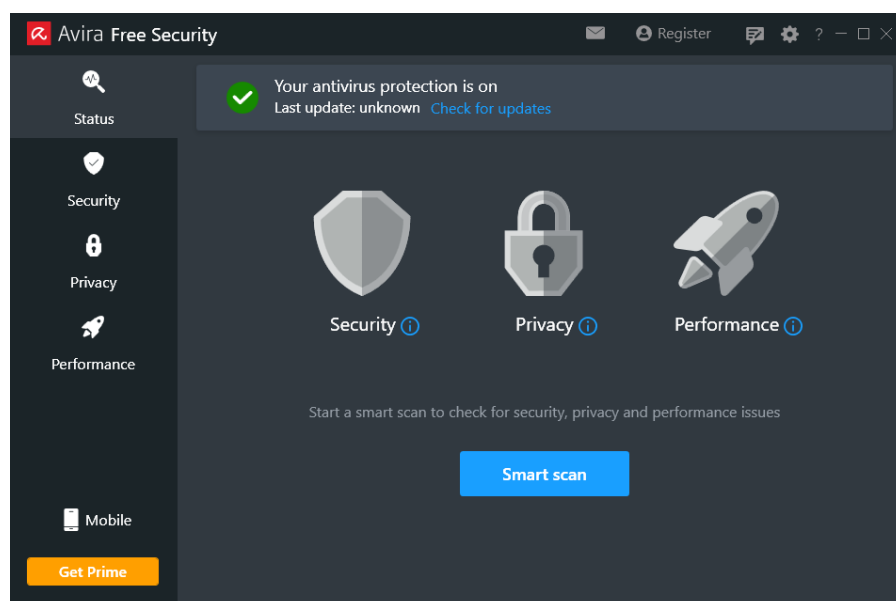 Avira Free Security
Register
?
Status
Security
Privacy
Performance
Mobile
Get Prime
Your antivirus protection is on
Last update: unknown Check for updates
Security
Privacy
Performance
Start a smart scan to check for security, privacy and performance issues
Smart scan